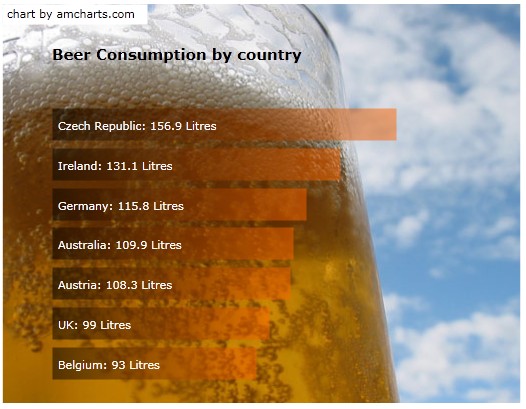 chart by amcharts.com
Beer Consumption by country
Czech Republic: 156.9 Litres
Ireland: 131.1 Litres
Germany: 115.8 Litres
Australia: 109.9 Litres
Austria: 108.3 Litres
UK: 99 Litres
Belgium: 93 Litres